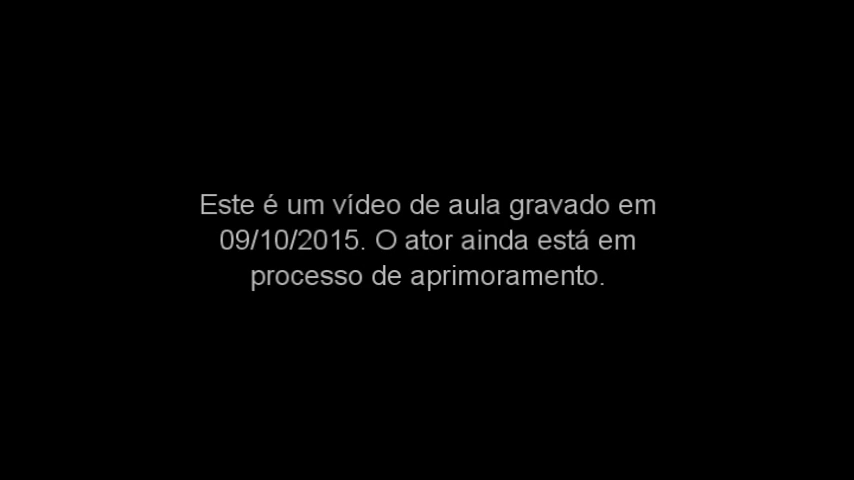 Este é um vídeo de aula gravado em
09/10/2015. O ator ainda está em
processo de aprimoramento.